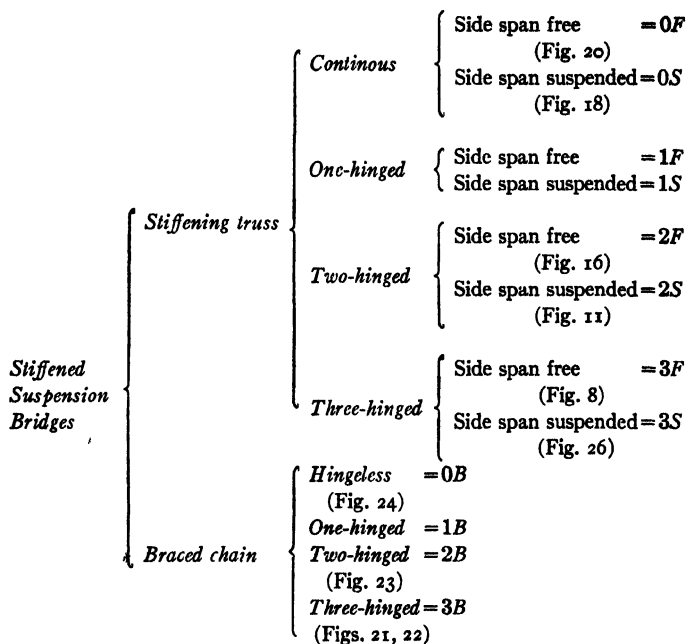 Continous
Side span free =0F
(Fig. 20)
Side span suspended=0S
(Fig. 18)
One-hinged
Side span free =1F
Side span suspended=1S
Stiffening truss
Two-hinged
Side span free =2F
(Fig. 16)
Side span suspended=2S
(Fig. 11)
Three-hinged
Side span free =3F
(Fig. 8)
Side span suspended=3S
(Fig. 26)
Stiffened
Suspension
Bridges
Braced chain
Hingeless =0B
(Fig. 24)
One-hinged =1B
Two-hinged =2B
(Fig. 23)
Three-hinged=3B
(Figs. 21, 22)